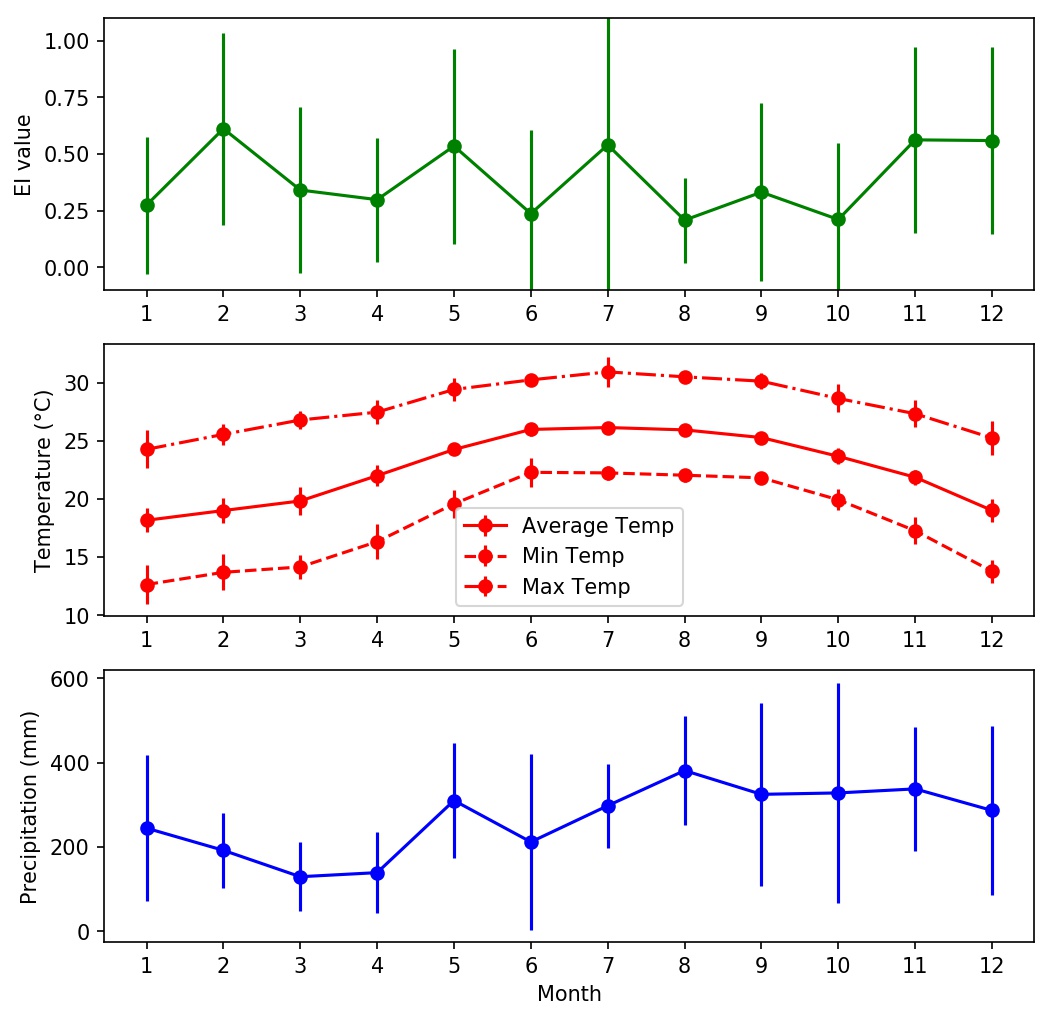 EI value
1.00
0.75
0.50
0.25
0.00
1 2 3 4 5 6 7 8 9 10 11 12
Temperature (°C)
30
25
20
15
10
Average Temp
Min Temp
Max Temp
1 2 3 4 5 6 7 8 9 10 11 12
Precipitation (mm)
600
400
200
0
1 2 3 4 5 6 7 8 9 10 11 12
Month